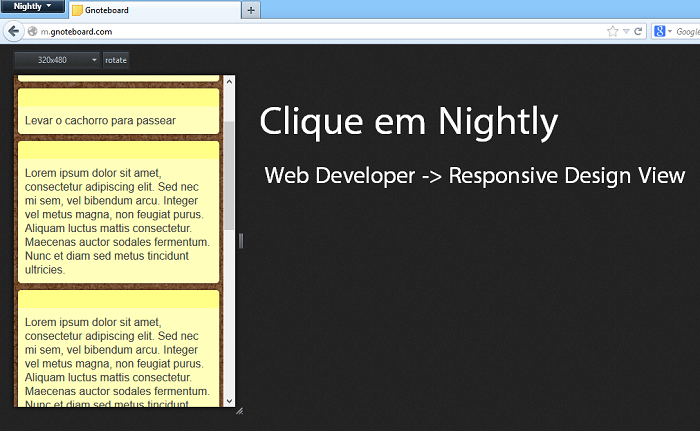 Nightly
Gnoteboard
m.gnoteboard.com
Google
320x480
rotate
Clique em Nightly
Web Developer -> Responsive Design View
Levar o cachorro para passear
Lorem ipsum dolor sit amet,
consectetur adipiscing elit. Sed nec
mi sem, vel bibendum arcu. Integer
vel metus magna, non feugiat purus.
Aliquam luctus mattis consectetur.
Maecenas auctor sodales fermentum.
Nunc et diam sed metus tincidunt
ultricies.
Lorem ipsum dolor sit amet,
consectetur adipiscing elit. Sed nec
mi sem, vel bibendum arcu. Integer
vel metus magna, non feugiat purus.
Aliquam luctus mattis consectetur.
Maecenas auctor sodales fermentum.
Nunc et diam sed metus tincidunt